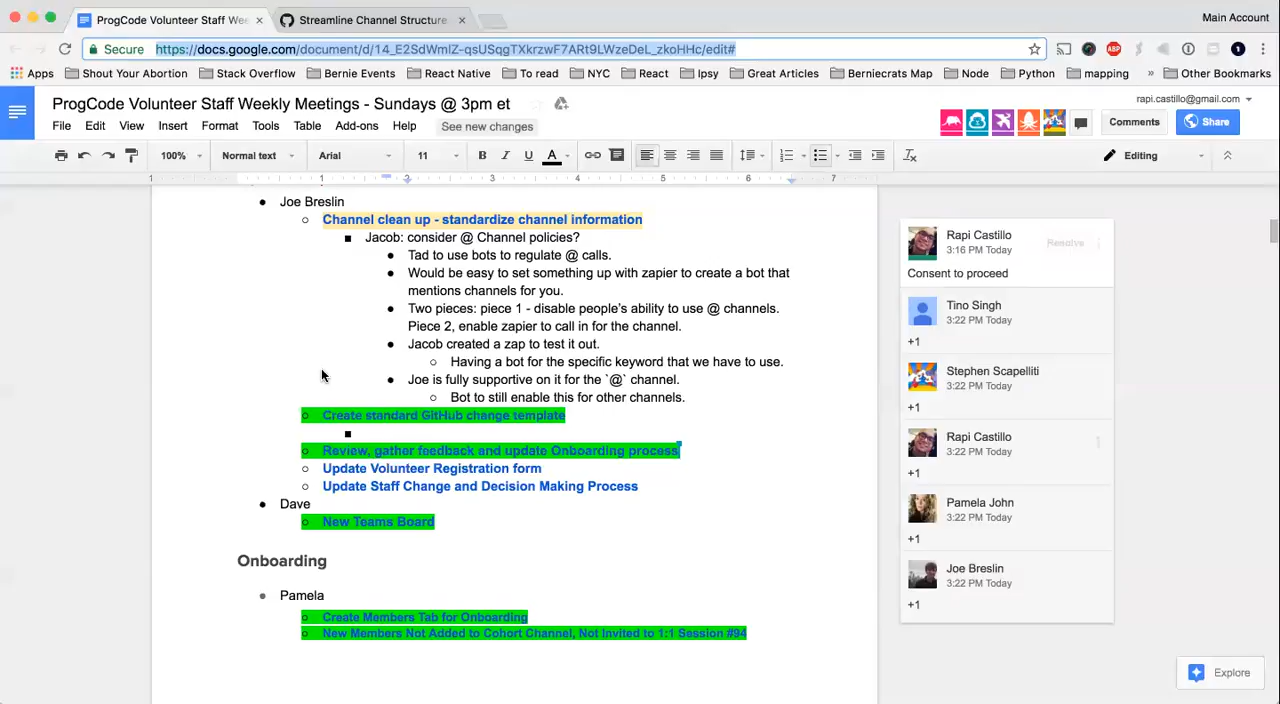 ProgCode Volunteer Staff Wee
Streamline Channel Structure
Main Account
Secure
https://docs.google.com/document/d/14_E2SdWmIZ-qsUSqgTXkrzwF7ARt9LWzeDeL_zkoHHc/edit#
Apps
Shout Your Abortion
Stack Overflow
Bernie Events
React Native
To read
NYC
React
Ipsy
Great Articles
Berniecrats Map
Node
Python
mapping
»
Other Bookmarks
ProgCode Volunteer Staff Weekly Meetings - Sundays @ 3pm et
rapi.castillo@gmail.com
File Edit View Insert Format Tools Table Add-ons Help See new changes
Comments
Share
100% Normal text Arial 11 B I U A Editing
1 1 2 3 4 5 6 7
● Joe Breslin
○ Channel clean up - standardize channel information
■ Jacob: consider @ Channel policies?
● Tad to use bots to regulate @ calls.
● Would be easy to set something up with zapier to create a bot that
mentions channels for you.
● Two pieces: piece 1 - disable people's ability to use @ channels.
Piece 2, enable zapier to call in for the channel.
● Jacob created a zap to test it out.
○ Having a bot for the specific keyword that we have to use.
● Joe is fully supportive on it for the `@` channel.
○ Bot to still enable this for other channels.
○ Create standard GitHub change template
■
○ Review, gather feedback and update Onboarding process
○ Update Volunteer Registration form
○ Update Staff Change and Decision Making Process
● Dave
○ New Teams Board
Onboarding
● Pamela
○ Create Members Tab for Onboarding
○ New Members Not Added to Cohort Channel, Not Invited to 1:1 Session #94
Rapi Castillo
3:16 PM Today
Resolve
Consent to proceed
Tino Singh
3:22 PM Today
+1
Stephen Scapelliti
3:22 PM Today
+1
Rapi Castillo
3:22 PM Today
+1
Pamela John
3:22 PM Today
+1
Joe Breslin
3:22 PM Today
+1
Explore